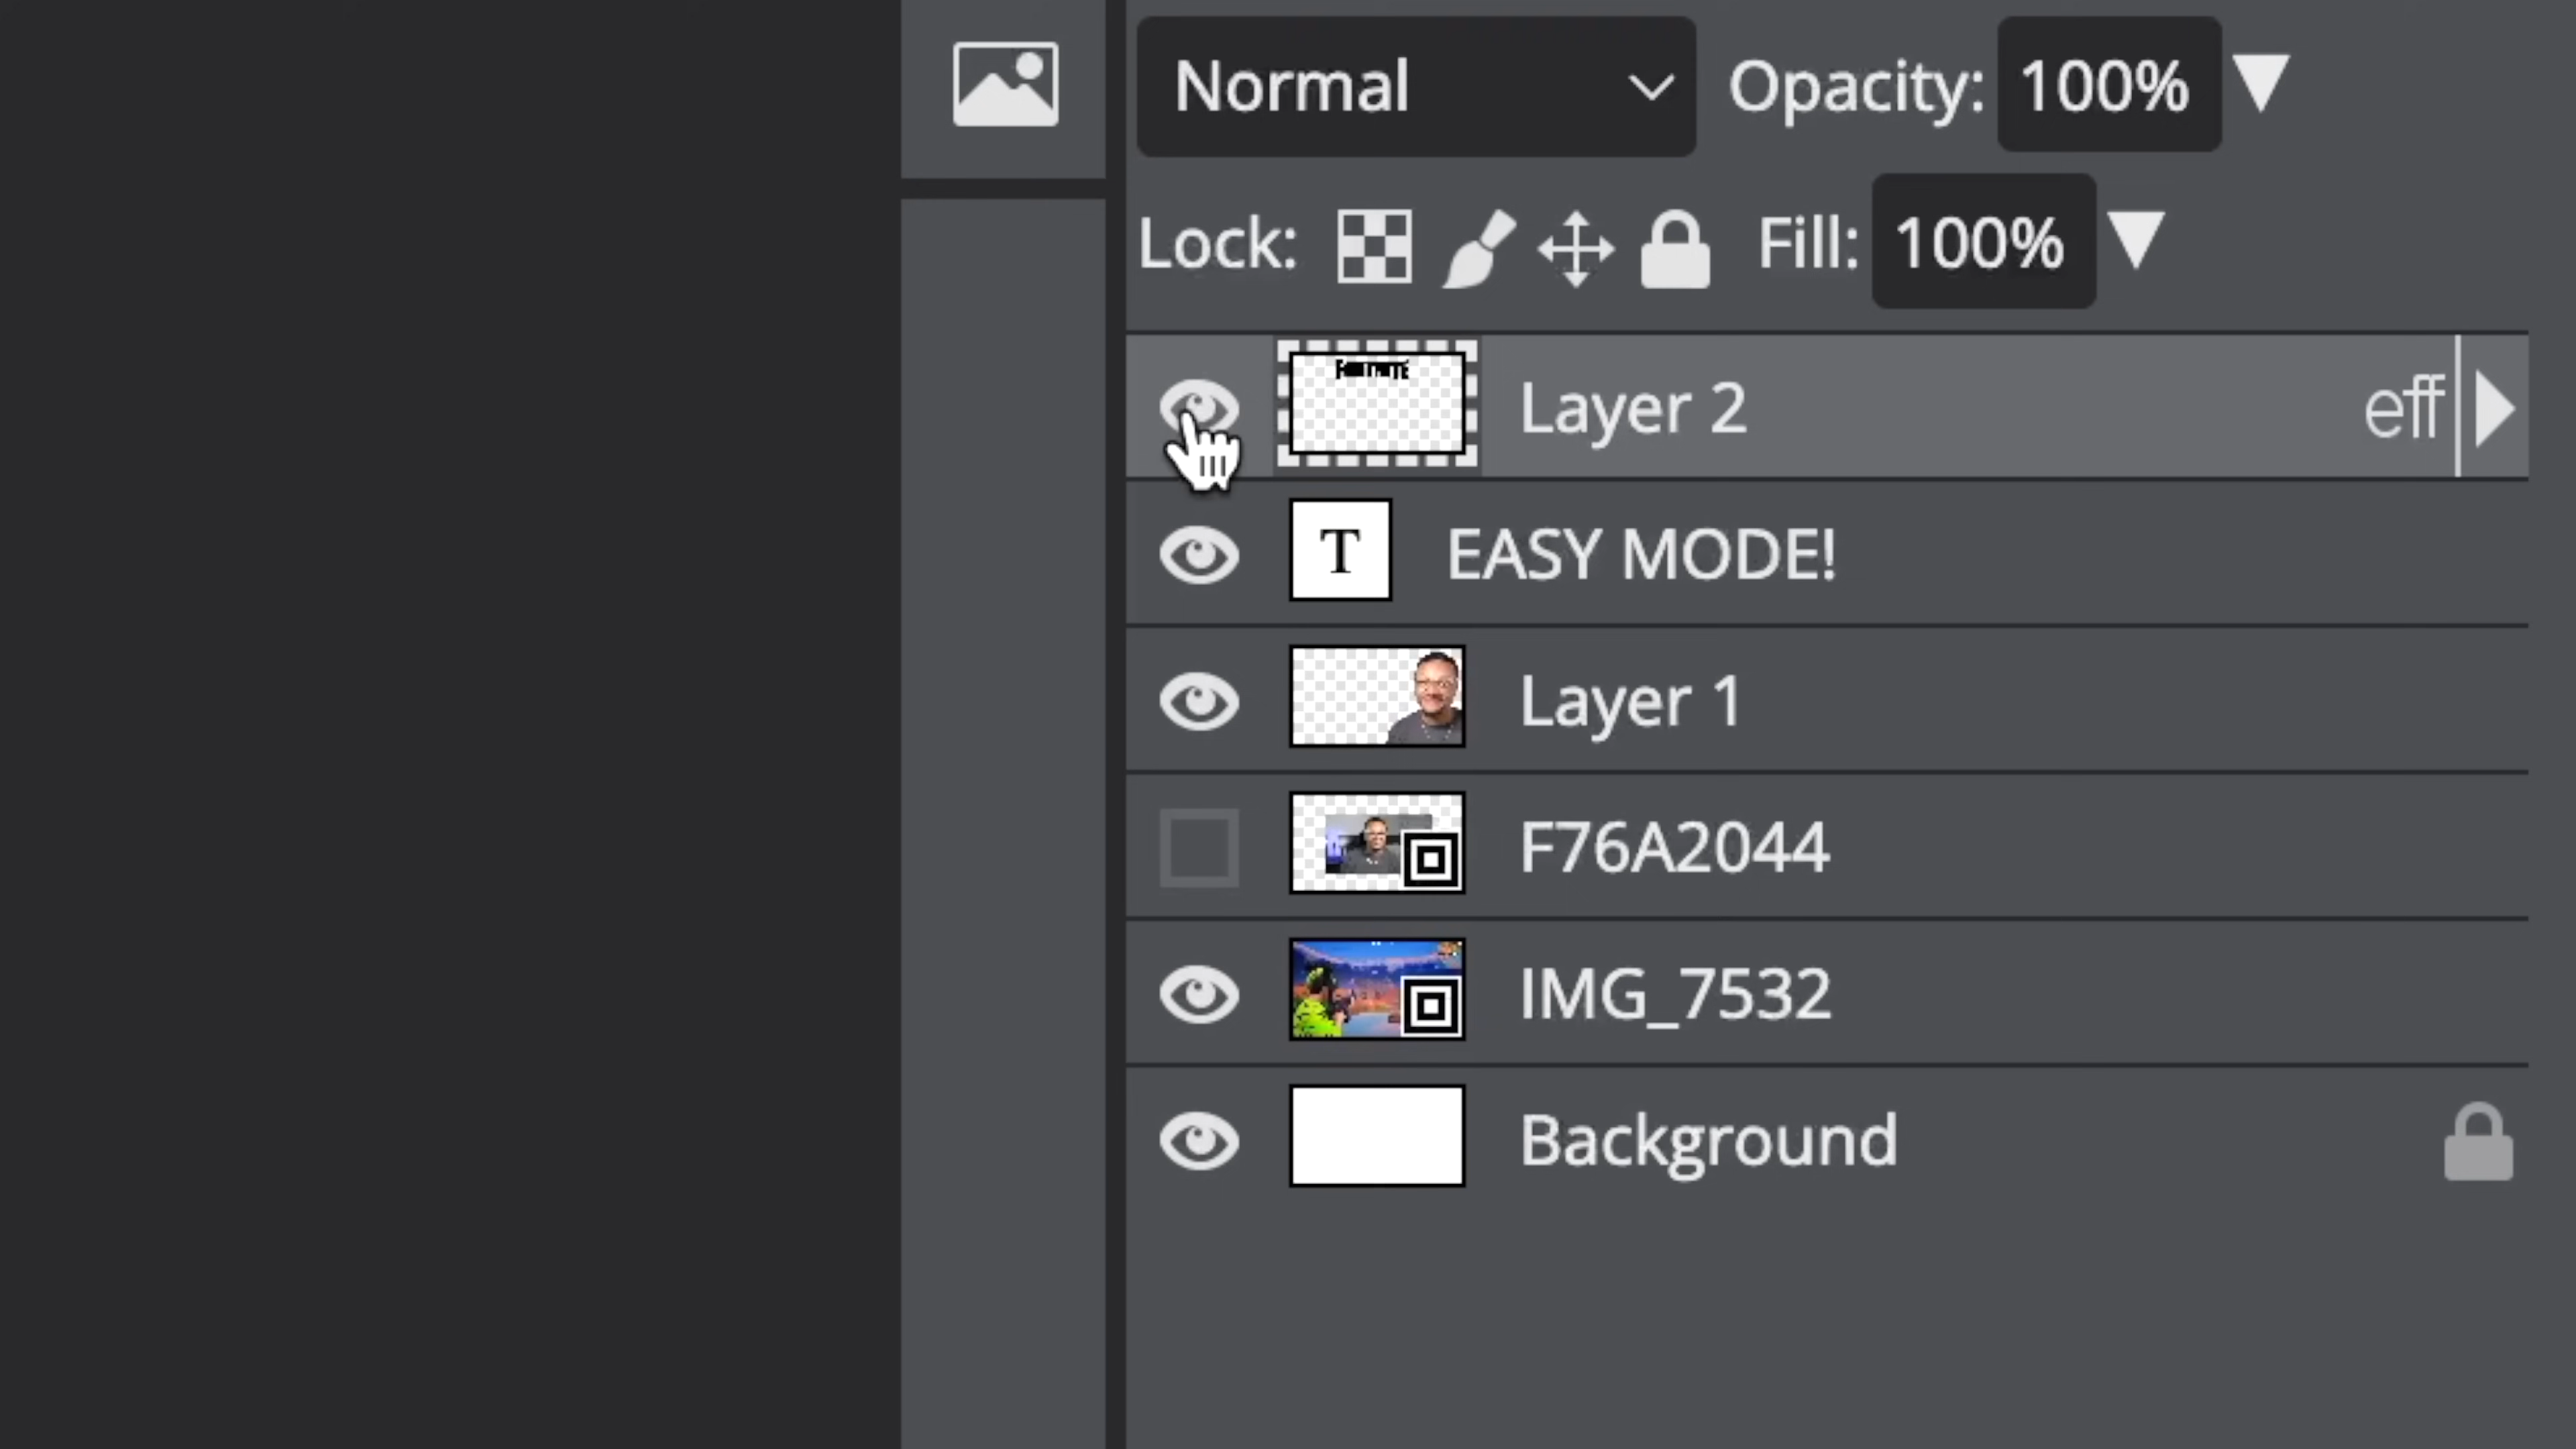 Normal Opacity: 100%
Lock: Fill: 100%
Layer 2 eff
T EASY MODE!
Layer 1
F76A2044
IMG_7532
Background